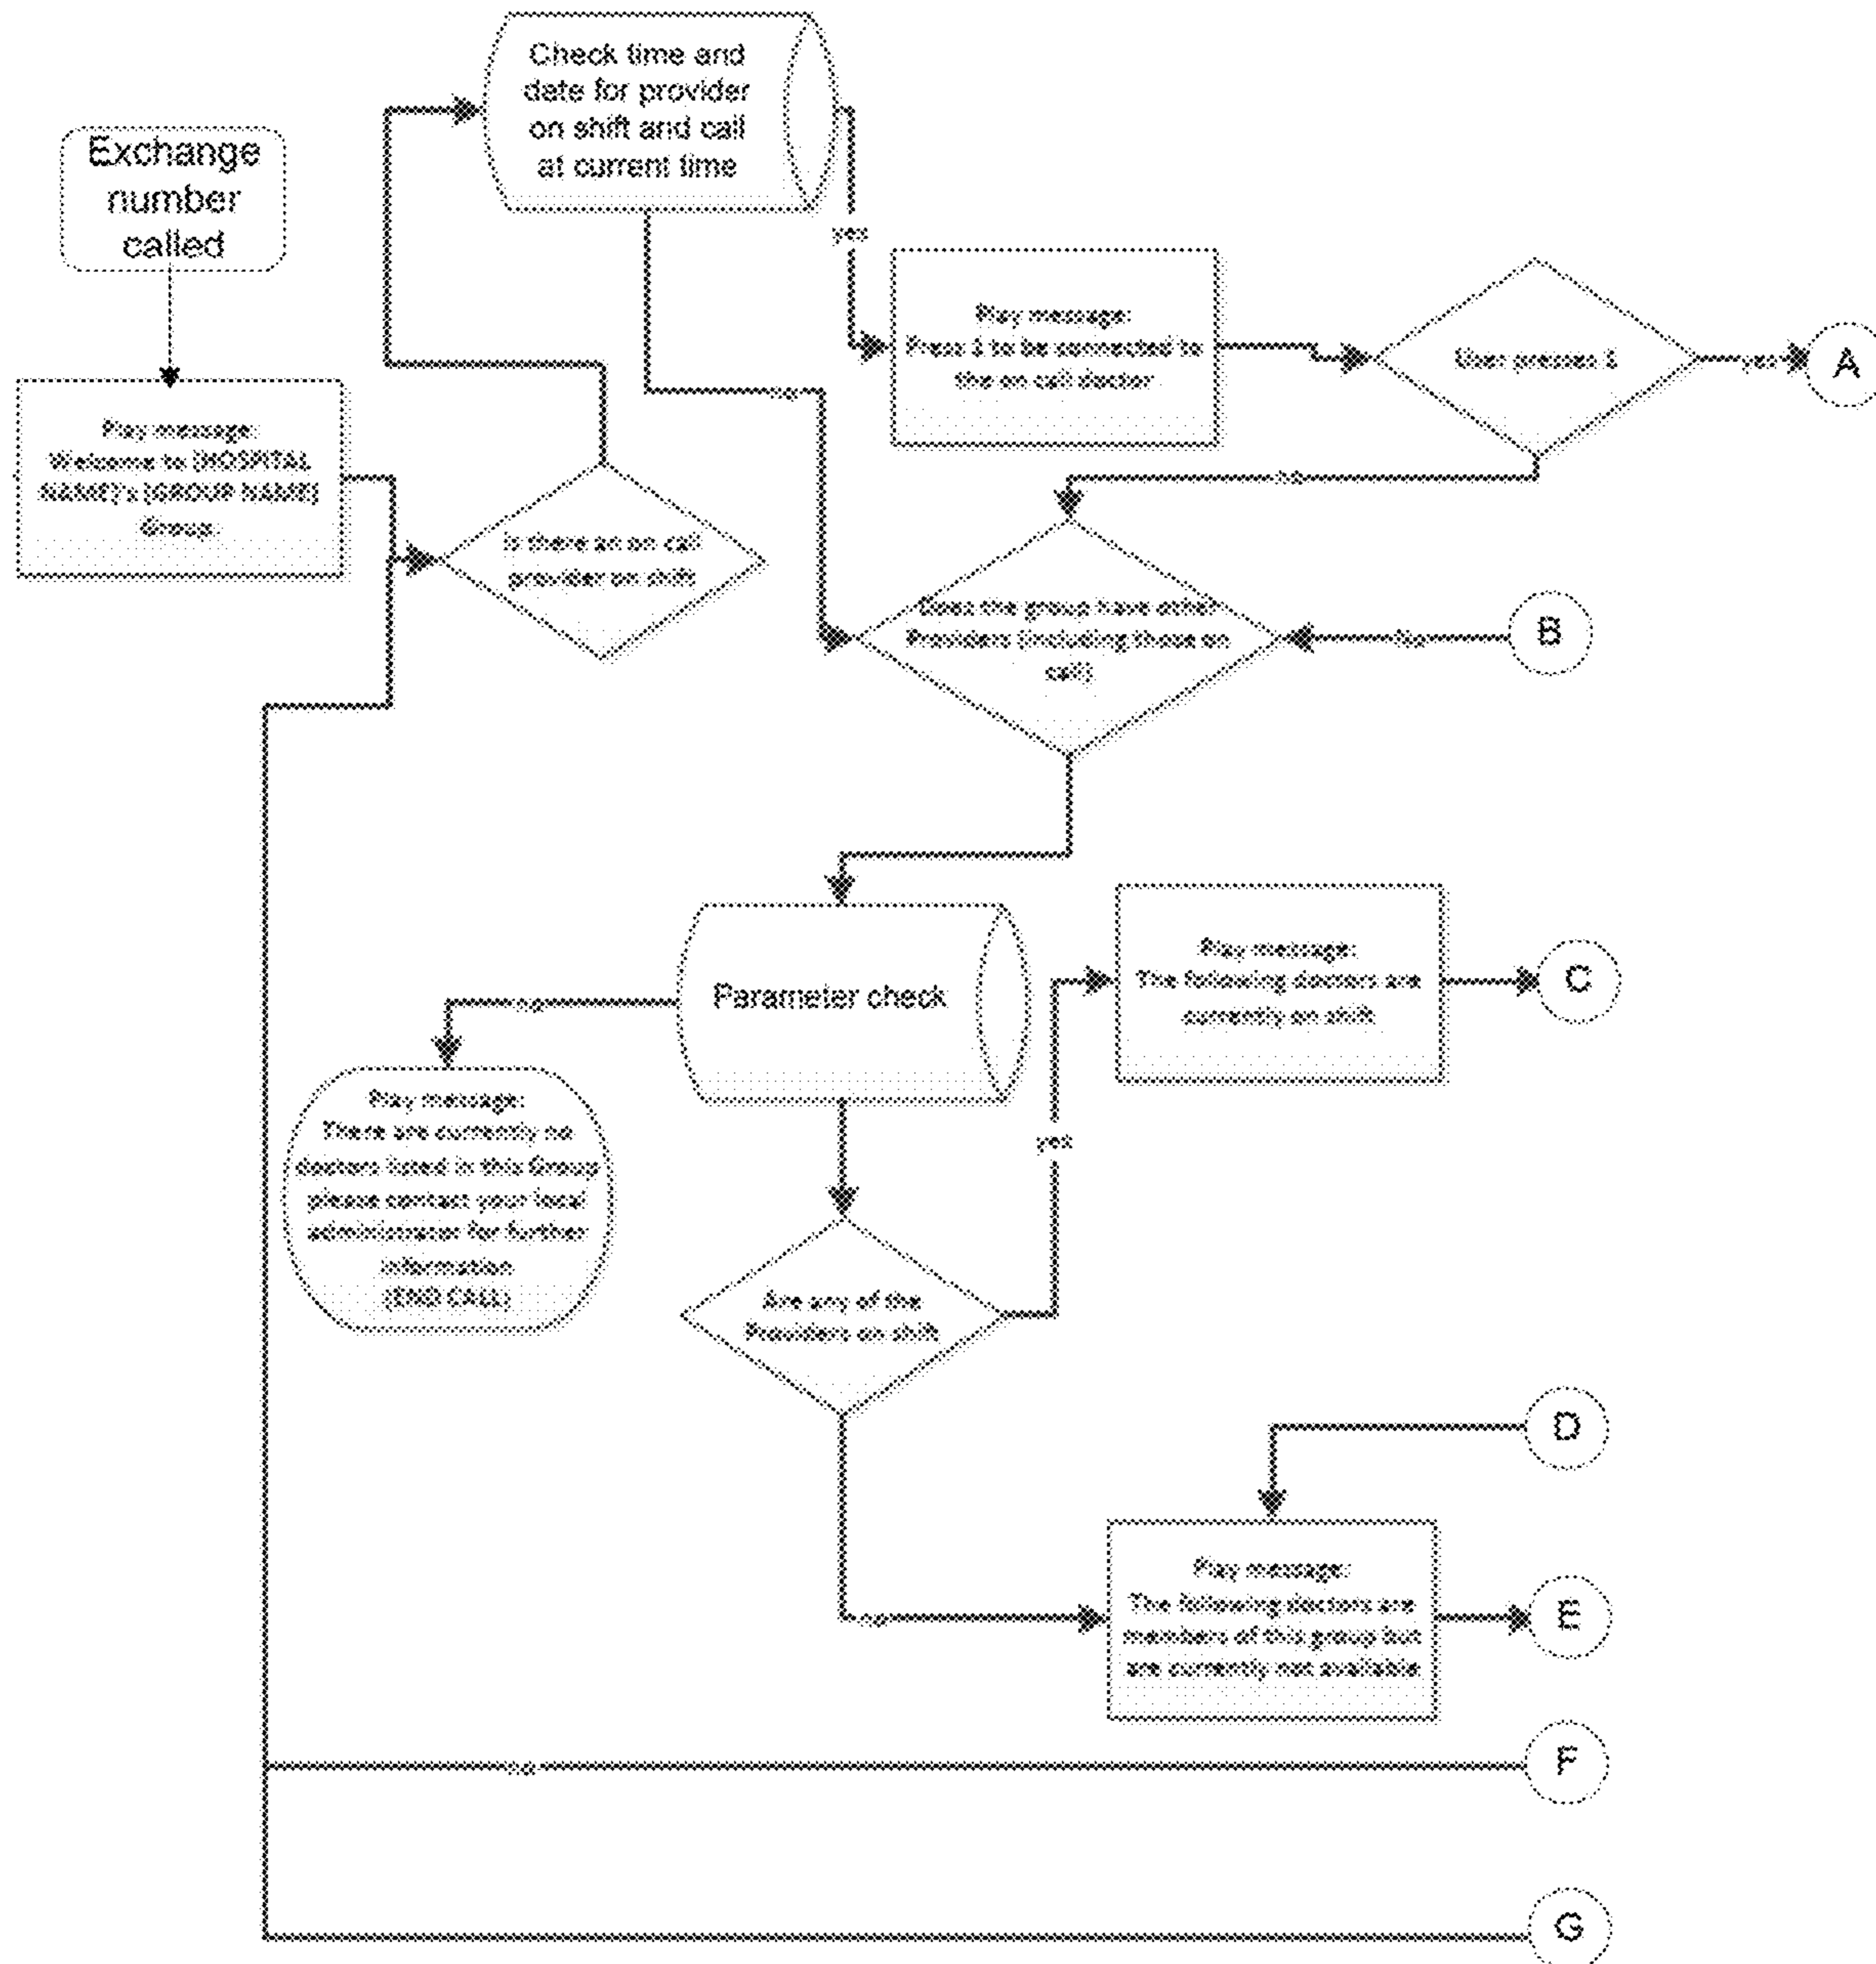 Check time and
date for provider
on shift and call
at current time
Exchange
number
called
yes
Play message:
Press 1 to be connected to
the on call doctor
User presses 1
yes
A
Play message:
Welcome to [HOSPITAL
NAME]'s [GROUP NAME]
Group
no
no
Is there an on call
provider on shift
Does the group have other
Providers (including those on
call)
No
B
Parameter check
no
Play message:
The following doctors are
currently on shift
C
Play message:
There are currently no
doctors listed in this Group
please contact your local
administrator for further
information
(END CALL)
yes
Are any of the
Providers on shift
D
Play message:
The following doctors are
members of this group but
are currently not available
no
E
no
F
G